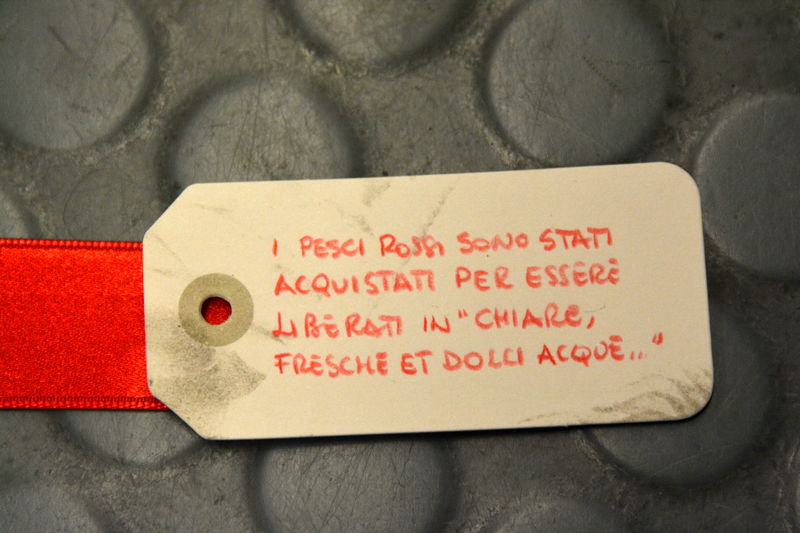 I PESCI ROSSI SONO STATI
ACQUISTATI PER ESSERE
LIBERATI IN "CHIARE,
FRESCHE ET DOLCI ACQUE..."